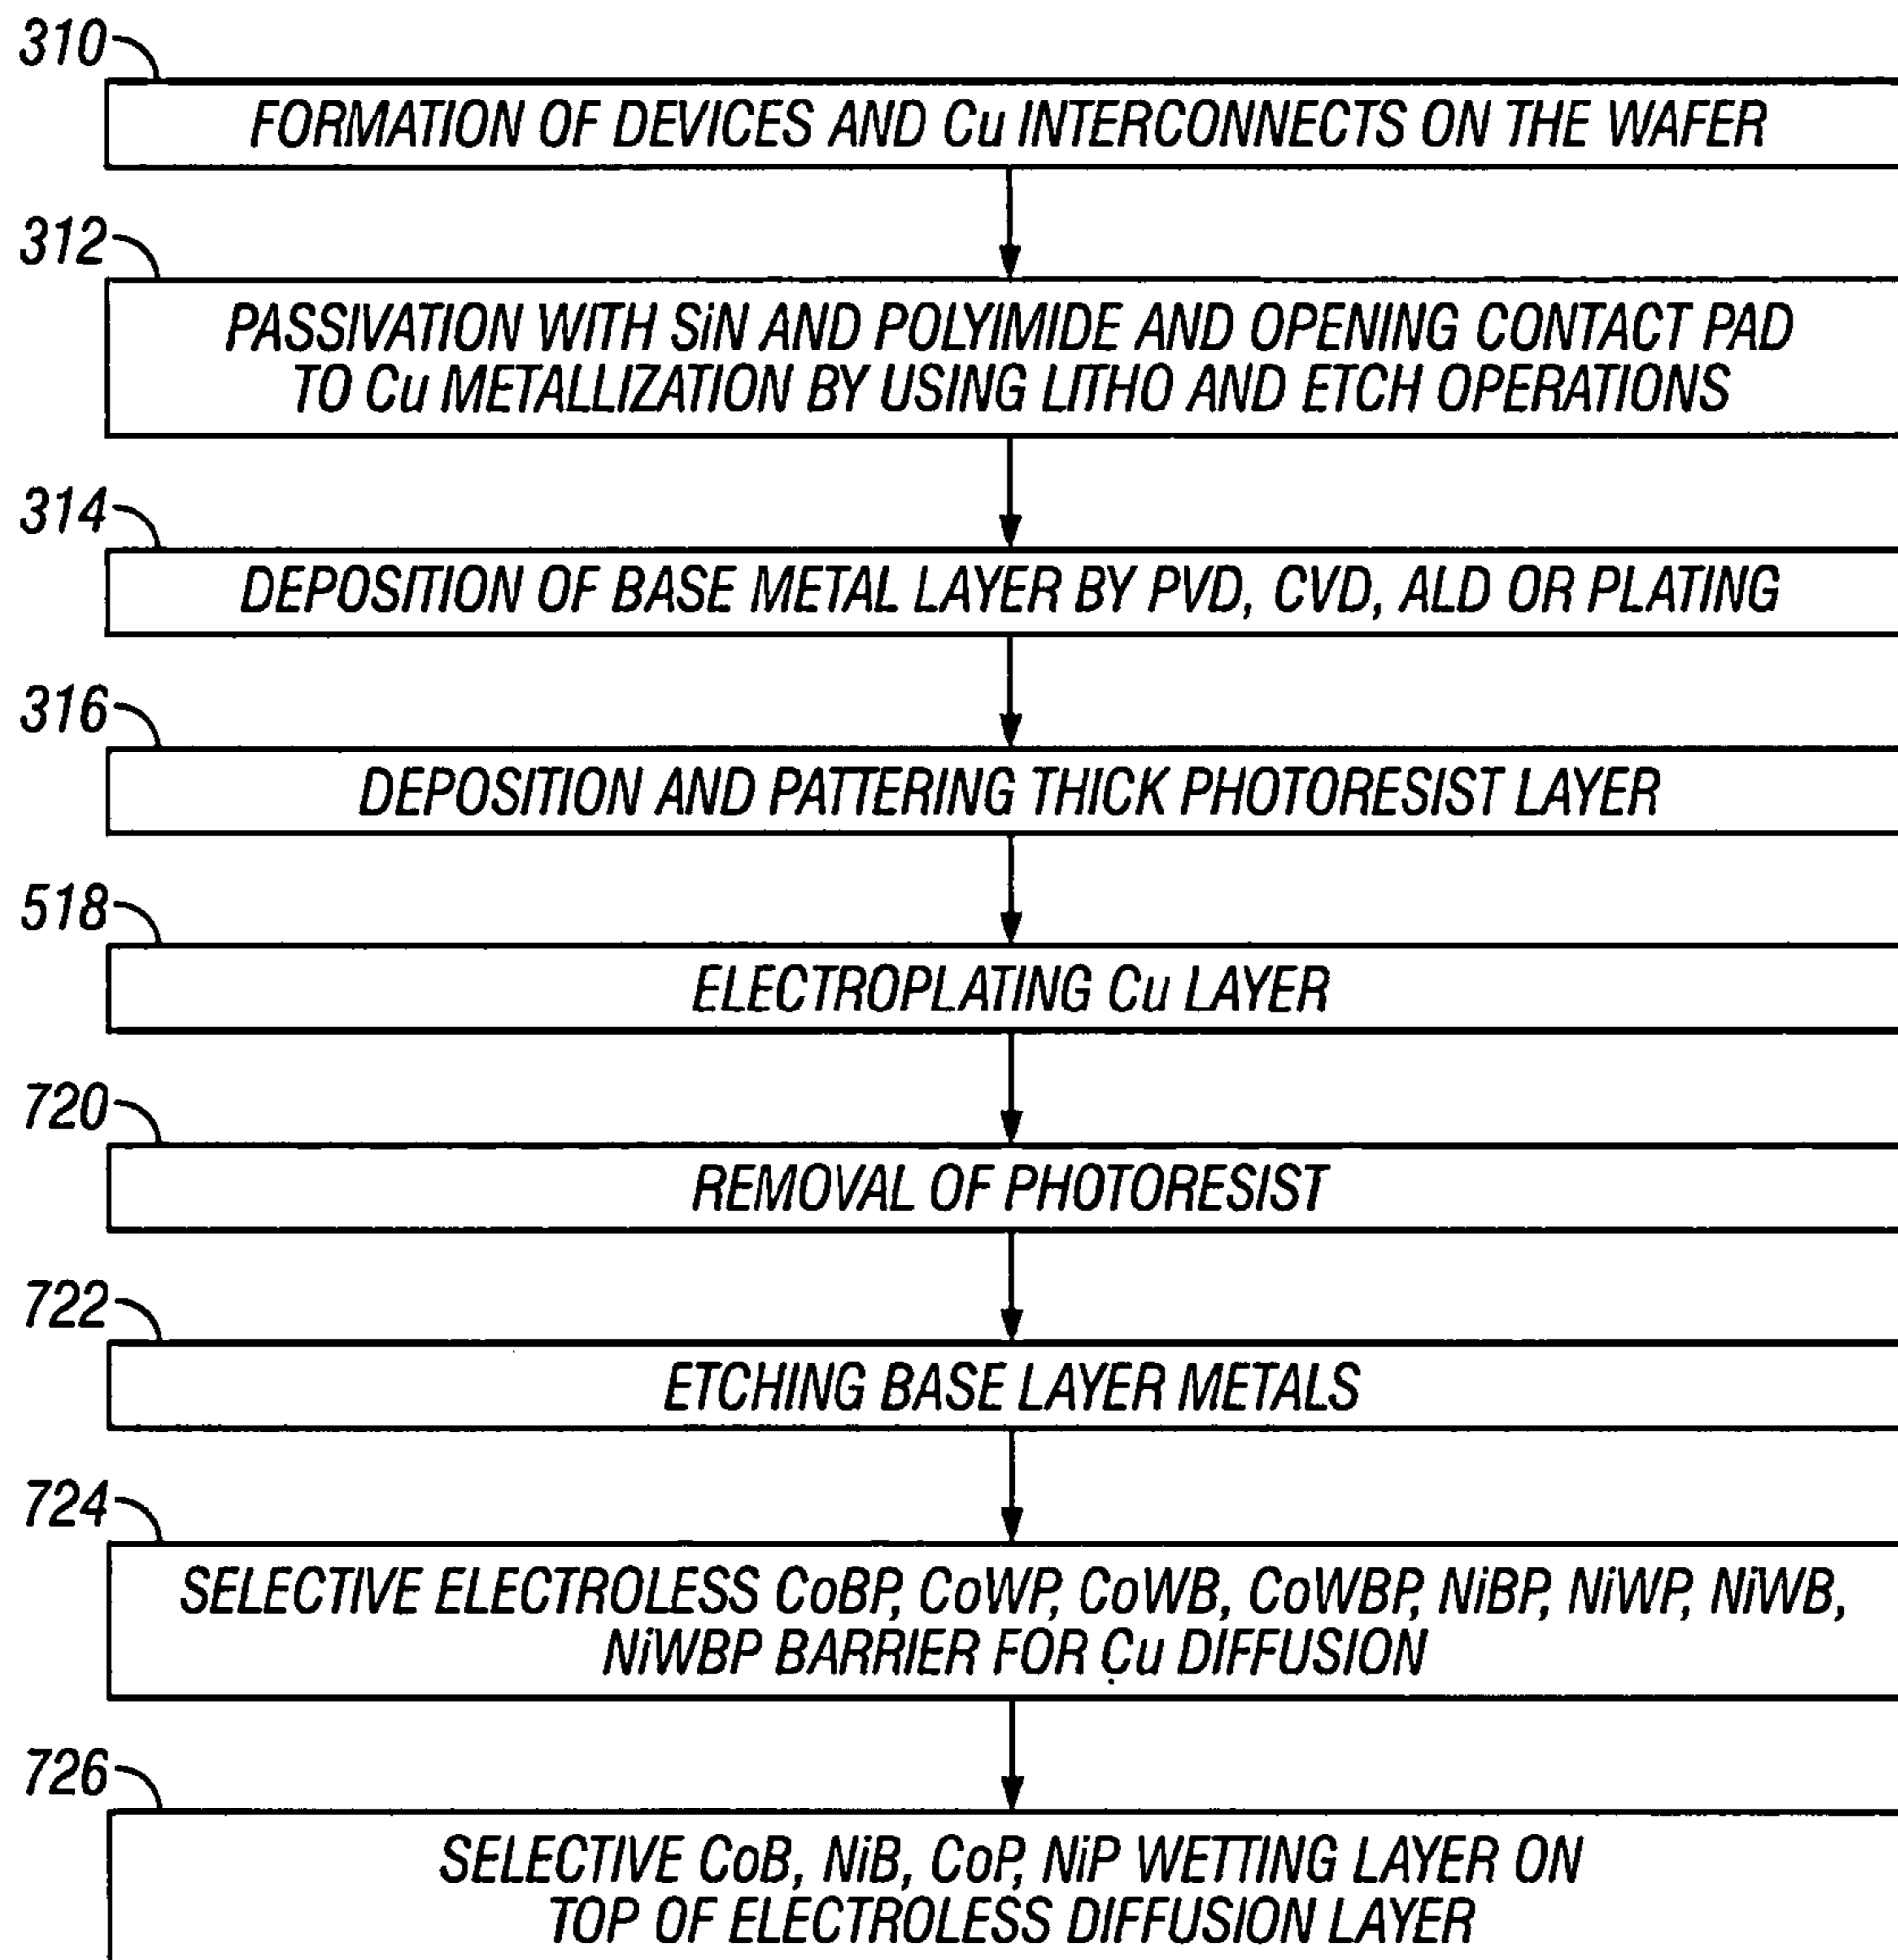 310
FORMATION OF DEVICES AND Cu INTERCONNECTS ON THE WAFER
312
PASSIVATION WITH SiN AND POLYIMIDE AND OPENING CONTACT PAD
TO Cu METALLIZATION BY USING LITHO AND ETCH OPERATIONS
314
DEPOSITION OF BASE METAL LAYER BY PVD, CVD, ALD OR PLATING
316
DEPOSITION AND PATTERING THICK PHOTORESIST LAYER
518
ELECTROPLATING Cu LAYER
720
REMOVAL OF PHOTORESIST
722
ETCHING BASE LAYER METALS
724
SELECTIVE ELECTROLESS CoBP, CoWP, CoWB, CoWBP, NiBP, NiWP, NiWB,
NiWBP BARRIER FOR Cu DIFFUSION
726
SELECTIVE CoB, NiB, CoP, NiP WETTING LAYER ON
TOP OF ELECTROLESS DIFFUSION LAYER